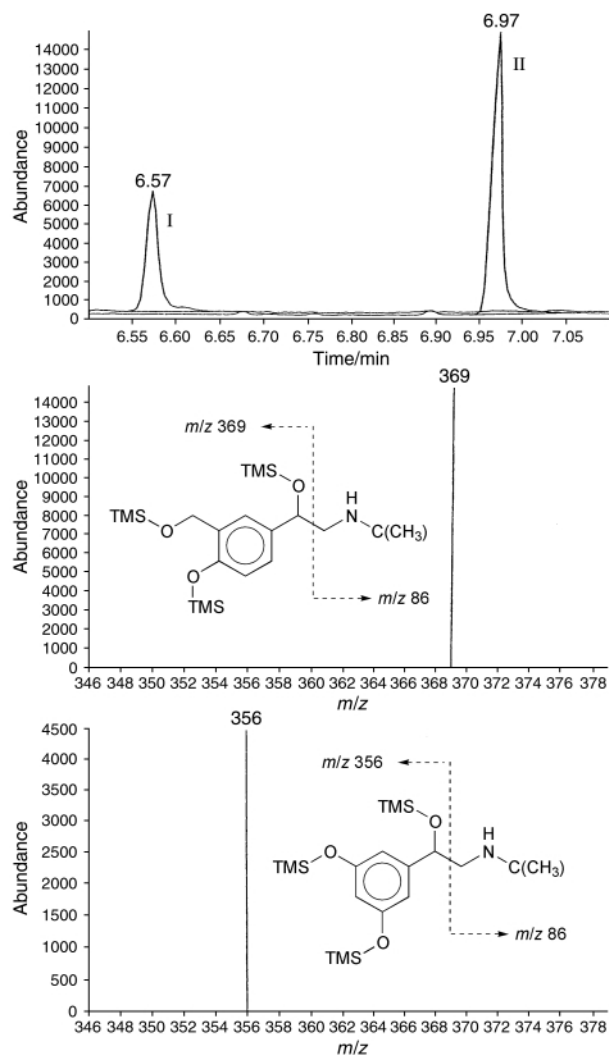 6.97
14000
II
13000
12000
11000
10000
9000
8000
7000
6.57
6000
I
5000
4000
3000
2000
1000
0
Abundance
6.55 6.60 6.65 6.70 6.75 6.80 6.85 6.90 6.95 7.00 7.05
Time/min
369
14000
13000
12000
11000
10000
9000
8000
7000
6000
5000
4000
3000
2000
1000
0
Abundance
m/z 369
TMS
O
H
TMS
N
O
C(CH3)
O
TMS
m/z 86
346 348 350 352 354 356 358 360 362 364 366 368 370 372 374 376 378
m/z
356
4500
4000
3500
3000
2500
2000
1500
1000
500
0
Abundance
m/z 356
TMS
O
H
O
N
TMS
C(CH3)
O
TMS
m/z 86
346 348 350 352 354 356 358 360 362 364 366 368 370 372 374 376 378
m/z